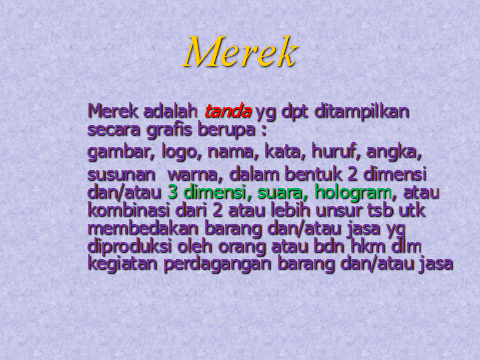 Merek
Merek adalah tanda yg dpt ditampilkan
secara grafis berupa :
gambar, logo, nama, kata, huruf, angka,
susunan warna, dalam bentuk 2 dimensi
dan/atau 3 dimensi, suara, hologram, atau
kombinasi dari 2 atau lebih unsur tsb utk
membedakan barang dan/atau jasa yg
diproduksi oleh orang atau bdn hkm dlm
kegiatan perdagangan barang dan/atau jasa